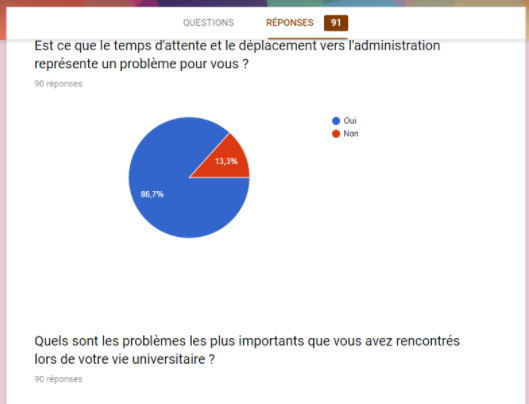 QUESTIONS RÉPONSES 91
Est ce que le temps d'attente et le déplacement vers l'administration
représente un problème pour vous ?
90 réponses
Oui
Non
13,3%
86,7%
Quels sont les problèmes les plus importants que vous avez rencontrés
lors de votre vie universitaire ?
90 réponses